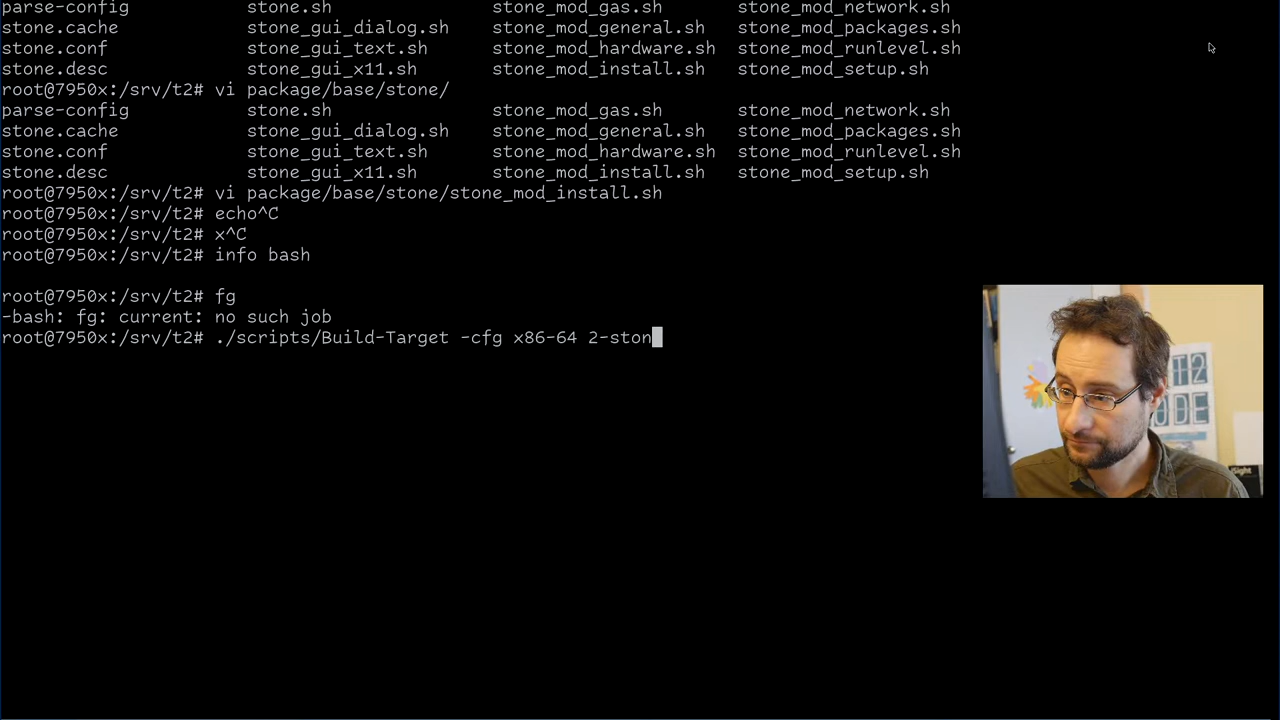 parse-config stone.sh stone_mod_gas.sh stone_mod_network.sh
stone.cache stone_gui_dialog.sh stone_mod_general.sh stone_mod_packages.sh
stone.conf stone_gui_text.sh stone_mod_hardware.sh stone_mod_runlevel.sh
stone.desc stone_gui_x11.sh stone_mod_install.sh stone_mod_setup.sh
root@7950x:/srv/t2# vi package/base/stone/
parse-config stone.sh stone_mod_gas.sh stone_mod_network.sh
stone.cache stone_gui_dialog.sh stone_mod_general.sh stone_mod_packages.sh
stone.conf stone_gui_text.sh stone_mod_hardware.sh stone_mod_runlevel.sh
stone.desc stone_gui_x11.sh stone_mod_install.sh stone_mod_setup.sh
root@7950x:/srv/t2# vi package/base/stone/stone_mod_install.sh
root@7950x:/srv/t2# echo^C
root@7950x:/srv/t2# x^C
root@7950x:/srv/t2# info bash
root@7950x:/srv/t2# fg
-bash: fg: current: no such job
root@7950x:/srv/t2# ./scripts/Build-Target -cfg x86-64 2-ston
T2
ODE
iSight